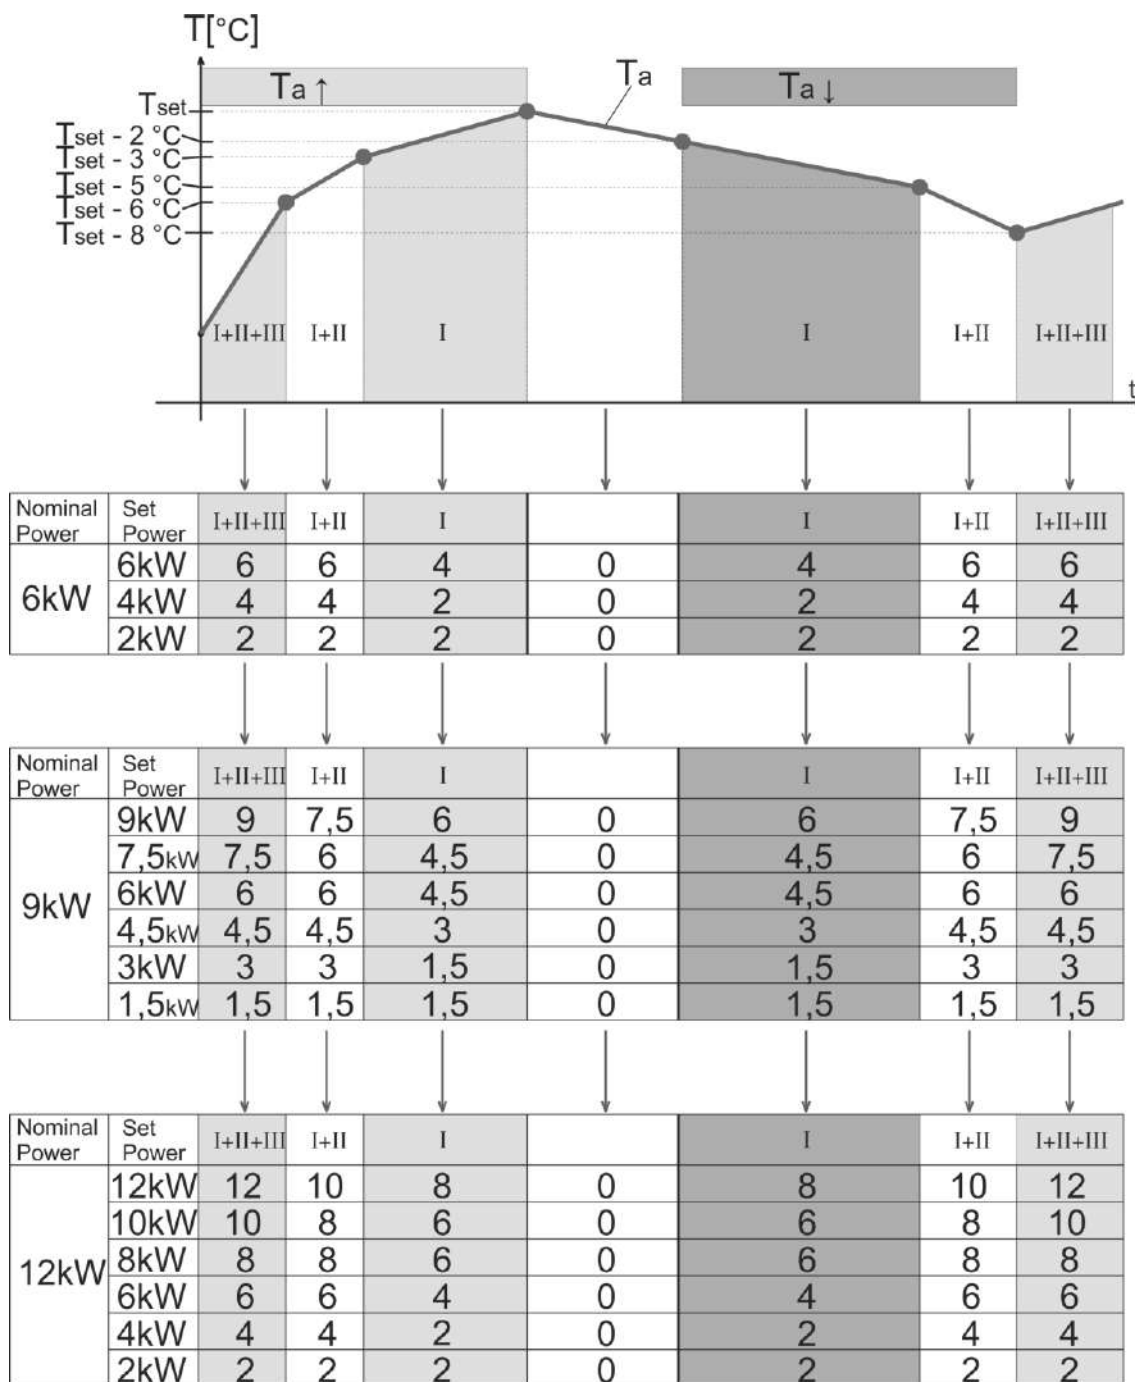 T[°C]
Ta ↑
Ta
Ta ↓
Tset
Tset - 2 °C
Tset - 3 °C
Tset - 5 °C
Tset - 6 °C
Tset - 8 °C
I+II+III I+II I I I+II I+II+III
t
Nominal Power Set Power I+II+III I+II I I I+II I+II+III
6kW
6kW 6 6 4 0 4 6 6
4kW 4 4 2 0 2 4 4
2kW 2 2 2 0 2 2 2
Nominal Power Set Power I+II+III I+II I I I+II I+II+III
9kW
9kW 9 7,5 6 0 6 7,5 9
7,5kW 7,5 6 4,5 0 4,5 6 7,5
6kW 6 6 4,5 0 4,5 6 6
4,5kW 4,5 4,5 3 0 3 4,5 4,5
3kW 3 3 1,5 0 1,5 3 3
1,5kW 1,5 1,5 1,5 0 1,5 1,5 1,5
Nominal Power Set Power I+II+III I+II I I I+II I+II+III
12kW
12kW 12 10 8 0 8 10 12
10kW 10 8 6 0 6 8 10
8kW 8 8 6 0 6 8 8
6kW 6 6 4 0 4 6 6
4kW 4 4 2 0 2 4 4
2kW 2 2 2 0 2 2 2